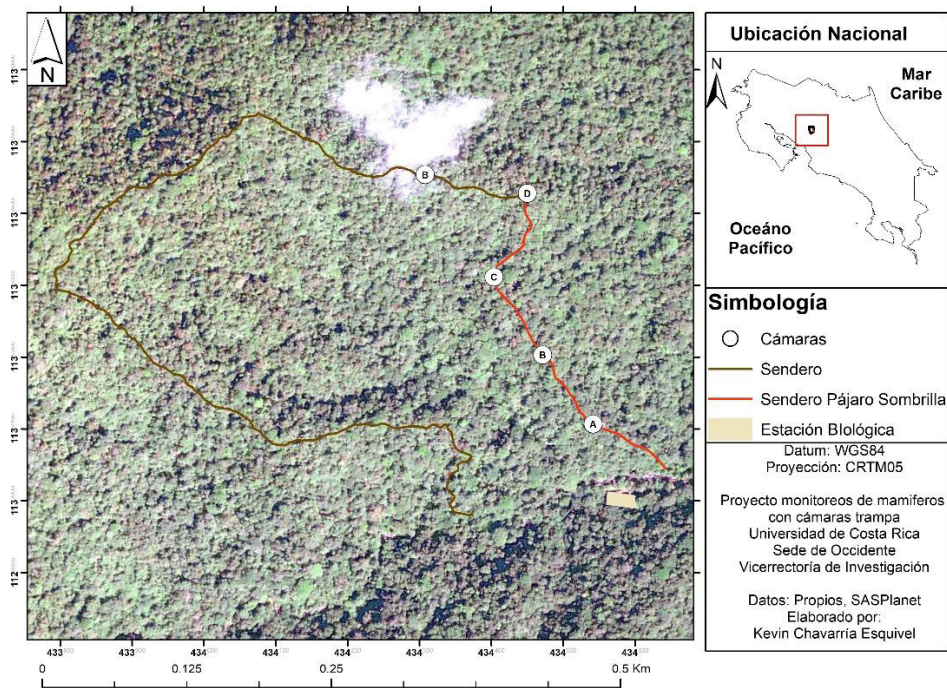 N
B
D
C
B
A
113
113
113
113
113
113
113
112
433
433
434
434
434
434
434
434
434
0
0.125
0.25
0.5 Km
Ubicación Nacional
N
Mar
Caribe
Oceáno
Pacífico
Simbología
Cámaras
Sendero
Sendero Pájaro Sombrilla
Estación BIológica
Datum: WGS84
Proyección: CRTM05
Proyecto monitoreos de mamiferos
con cámaras trampa
Universidad de Costa Rica
Sede de Occidente
Vicerrectoría de Investigación
Datos: Propios, SASPlanet
Elaborado por:
Kevin Chavarría Esquivel